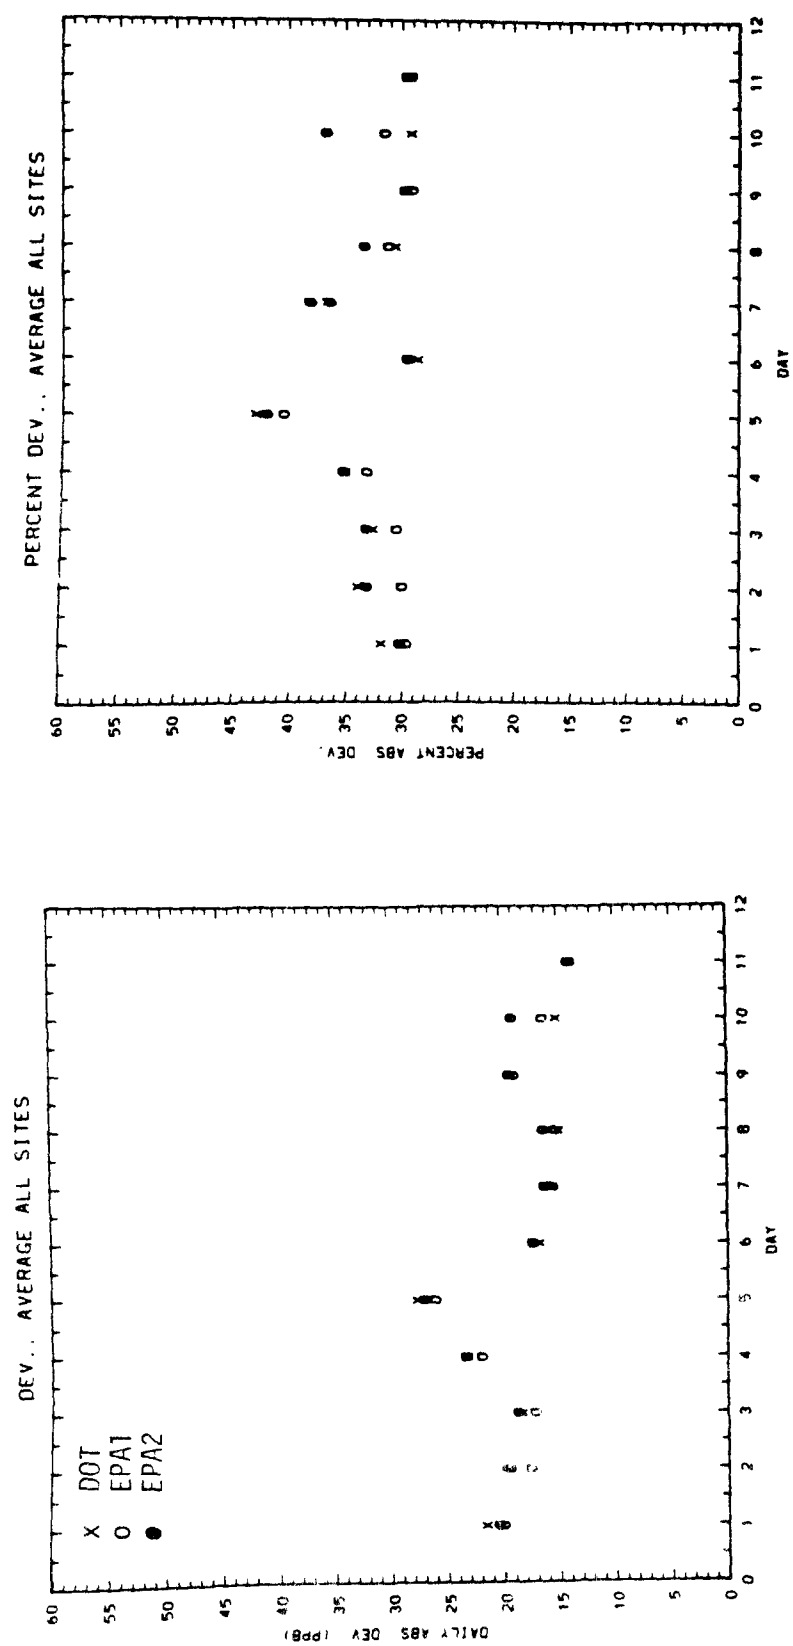 DEV.. AVERAGE ALL SITES
X DOT
O EPA1
EPA2
60
55
50
45
40
35
30
25
20
15
10
5
0
DAILY ABS DEV (PPB)
0 1 2 3 4 5 6 7 8 9 10 11 12
DAY
PERCENT DEV.. AVERAGE ALL SITES
60
55
50
45
40
35
30
25
20
15
10
5
0
PERCENT ABS DEV.
0 1 2 3 4 5 6 7 8 9 10 11 12
DAY